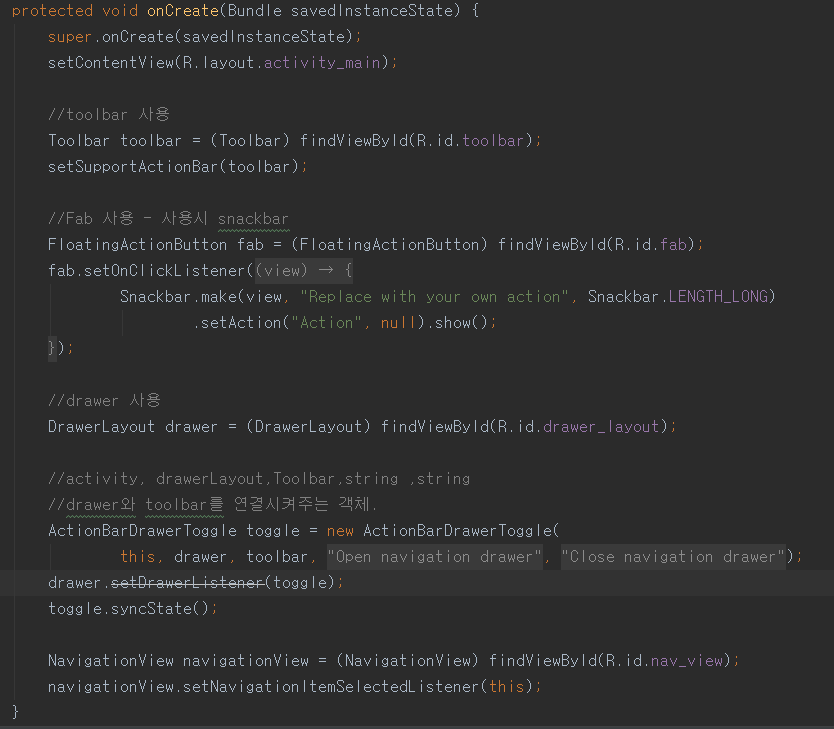 protected void onCreate(Bundle savedInstanceState) {
super.onCreate(savedInstanceState);
setContentView(R.layout.activity_main);
//toolbar 사용
Toolbar toolbar = (Toolbar) findViewById(R.id.toolbar);
setSupportActionBar(toolbar);
//Fab 사용 - 사용시 snackbar
FloatingActionButton fab = (FloatingActionButton) findViewById(R.id.fab);
fab.setOnClickListener((view) → {
Snackbar.make(view, "Replace with your own action", Snackbar.LENGTH_LONG)
.setAction("Action", null).show();
});
//drawer 사용
DrawerLayout drawer = (DrawerLayout) findViewById(R.id.drawer_layout);
//activity, drawerLayout,Toolbar,string ,string
//drawer와 toolbar를 연결시켜주는 객체.
ActionBarDrawerToggle toggle = new ActionBarDrawerToggle(
this, drawer, toolbar, "Open navigation drawer", "Close navigation drawer");
drawer.setDrawerListener(toggle);
toggle.syncState();
NavigationView navigationView = (NavigationView) findViewById(R.id.nav_view);
navigationView.setNavigationItemSelectedListener(this);
}